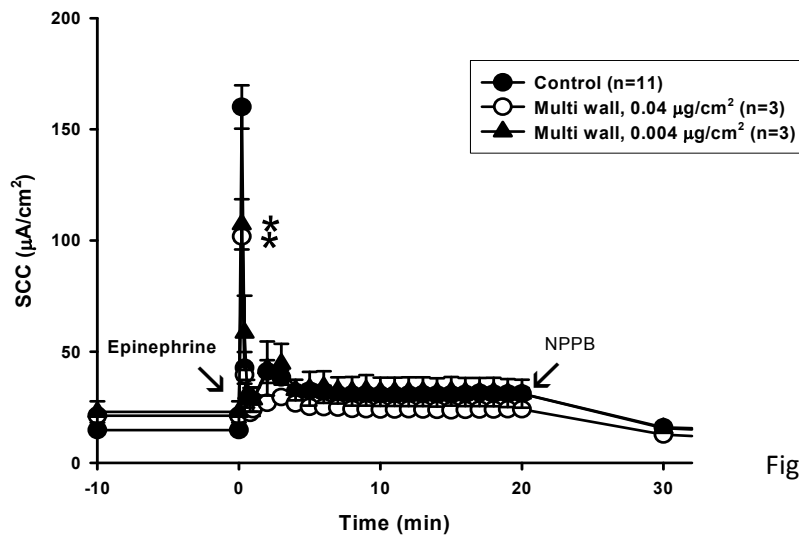 200
150
100
50
0
SCC (µA/cm²)
Control (n=11)
Multi wall, 0.04 µg/cm² (n=3)
Multi wall, 0.004 µg/cm² (n=3)
*
*
Epinephrine
NPPB
-10 0 10 20 30
Time (min)
Fig